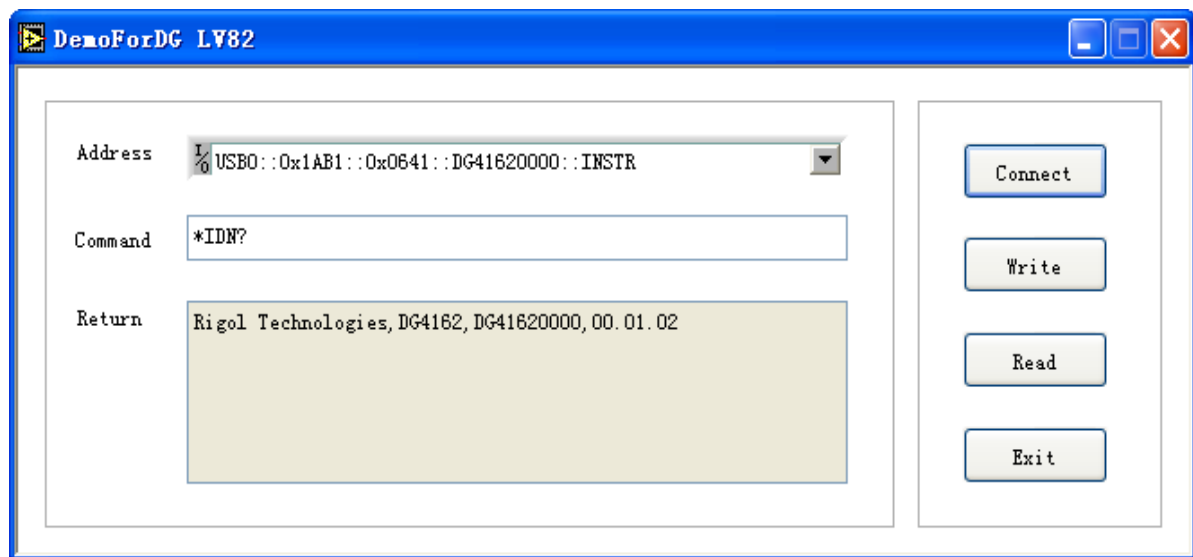 DemoForDG LV82
Address
I/O USB0::0x1AB1::0x0641::DG41620000::INSTR
Command
*IDN?
Return
Rigol Technologies,DG4162,DG41620000,00.01.02
Connect
Write
Read
Exit